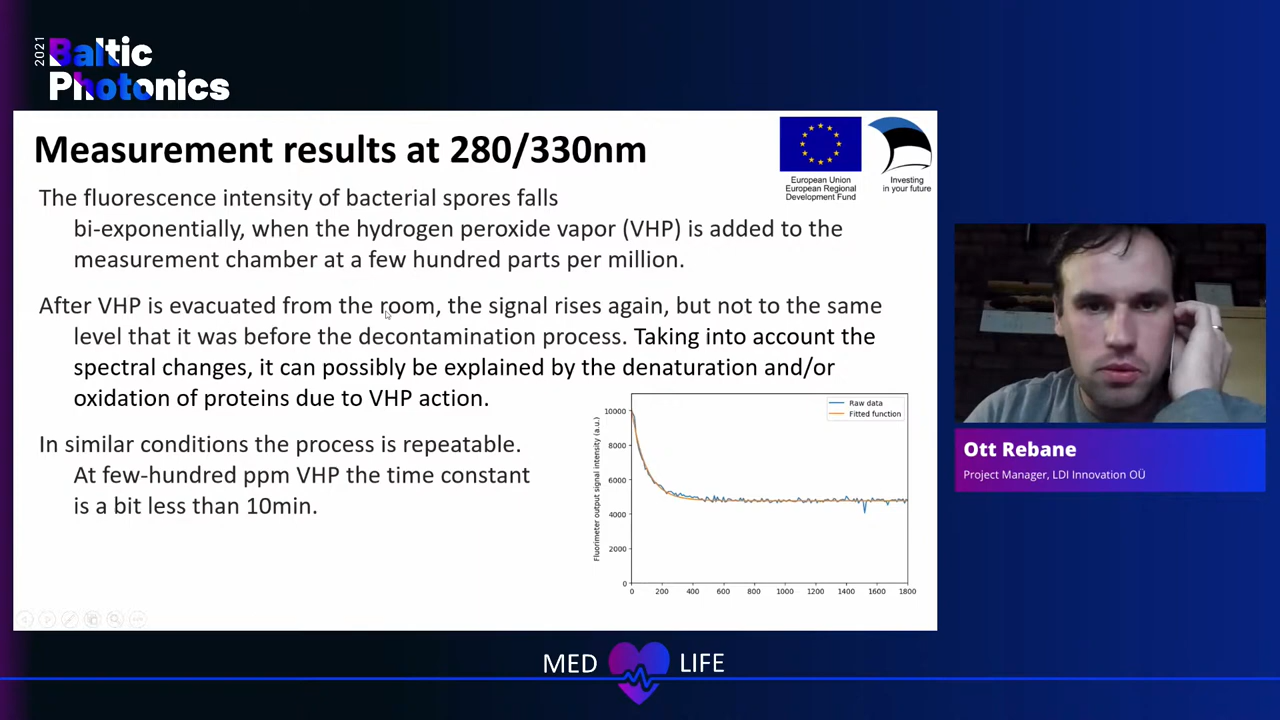 2021
Baltic
Photonics
Measurement results at 280/330nm
European Union
European Regional
Development Fund
Investing
in your future
The fluorescence intensity of bacterial spores falls
bi-exponentially, when the hydrogen peroxide vapor (VHP) is added to the
measurement chamber at a few hundred parts per million.
After VHP is evacuated from the room, the signal rises again, but not to the same
level that it was before the decontamination process. Taking into account the
spectral changes, it can possibly be explained by the denaturation and/or
oxidation of proteins due to VHP action.
In similar conditions the process is repeatable.
At few-hundred ppm VHP the time constant
is a bit less than 10min.
Fluorimeter output signal intensity (a.u.)
10000
8000
6000
4000
2000
0
Raw data
Fitted function
0 200 400 600 800 1000 1200 1400 1600 1800
Ott Rebane
Project Manager, LDI Innovation OÜ
MED LIFE